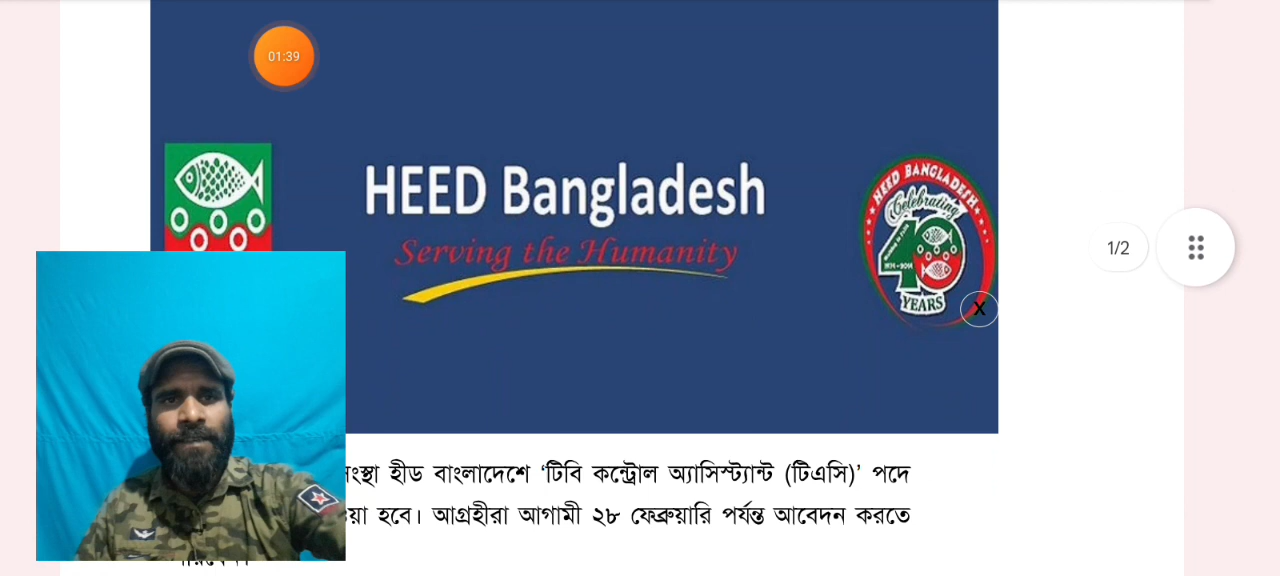 01:39
HEED Bangladesh
Serving the Humanity
HEED BANGLADESH
Celebrating
40
YEARS
1/2
X
হীড বাংলাদেশে ‘টিবি কন্ট্রোল অ্যাসিস্ট্যান্ট (টিএসি)’ পদে
হবে। আগ্রহীরা আগামী ২৮ ফেব্রুয়ারি পর্যন্ত আবেদন করতে